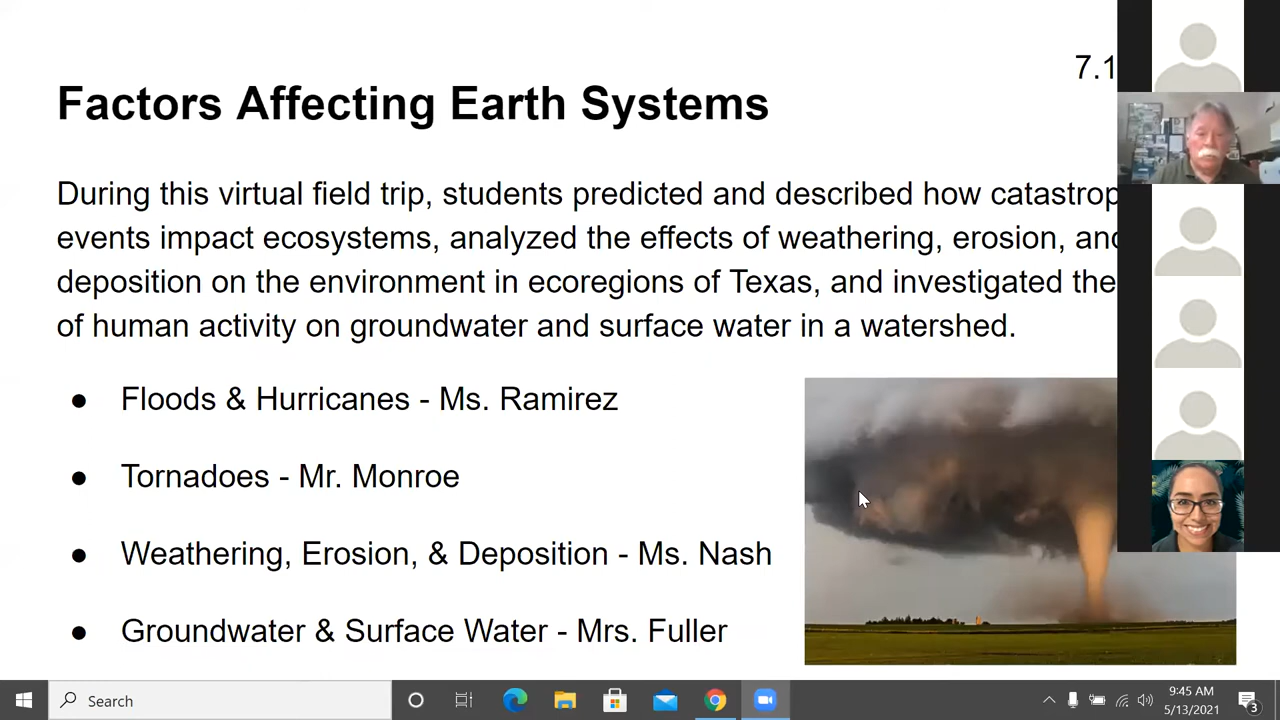 7.1
Factors Affecting Earth Systems
During this virtual field trip, students predicted and described how
events impact ecosystems, analyzed the effects of weathering, erosion,
deposition on the environment in ecoregions of Texas, and investigated the
of human activity on groundwater and surface water in a watershed.
● Floods & Hurricanes - Ms. Ramirez
● Tornadoes - Mr. Monroe
● Weathering, Erosion, & Deposition - Ms. Nash
● Groundwater & Surface Water - Mrs. Fuller
Search
9:45 AM
5/13/2021
3